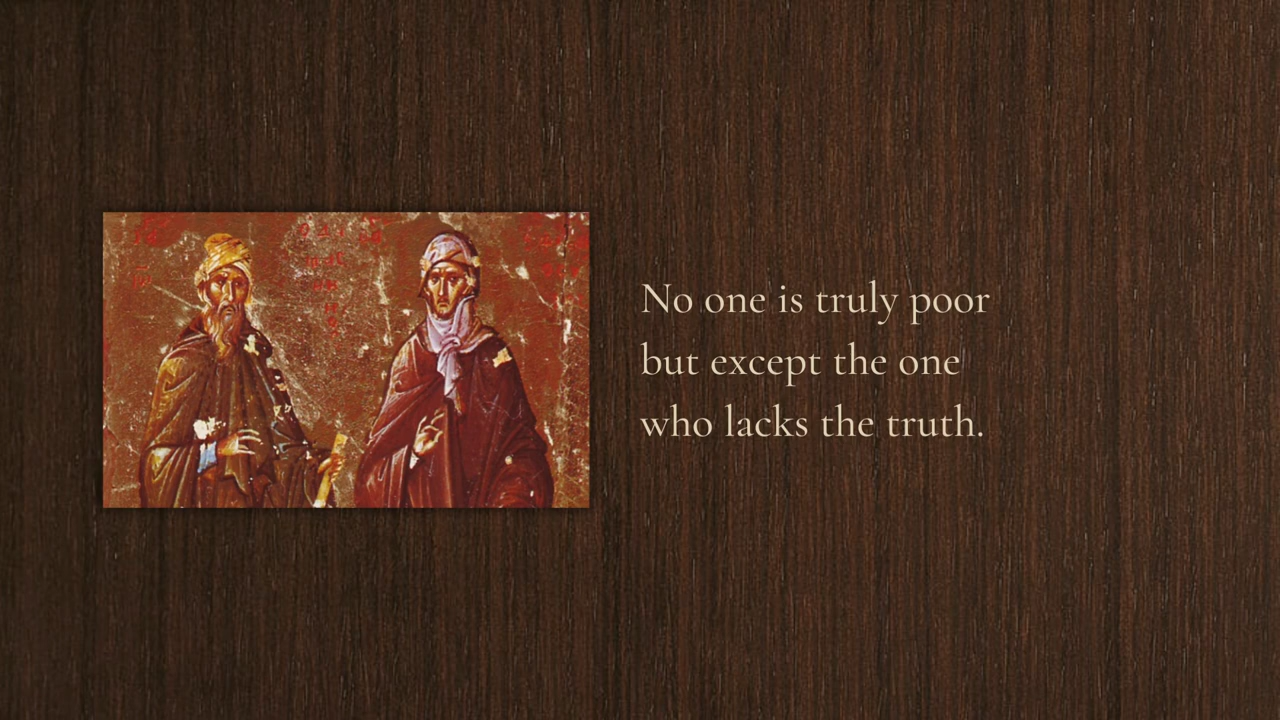 No one is truly poor
but except the one
who lacks the truth.